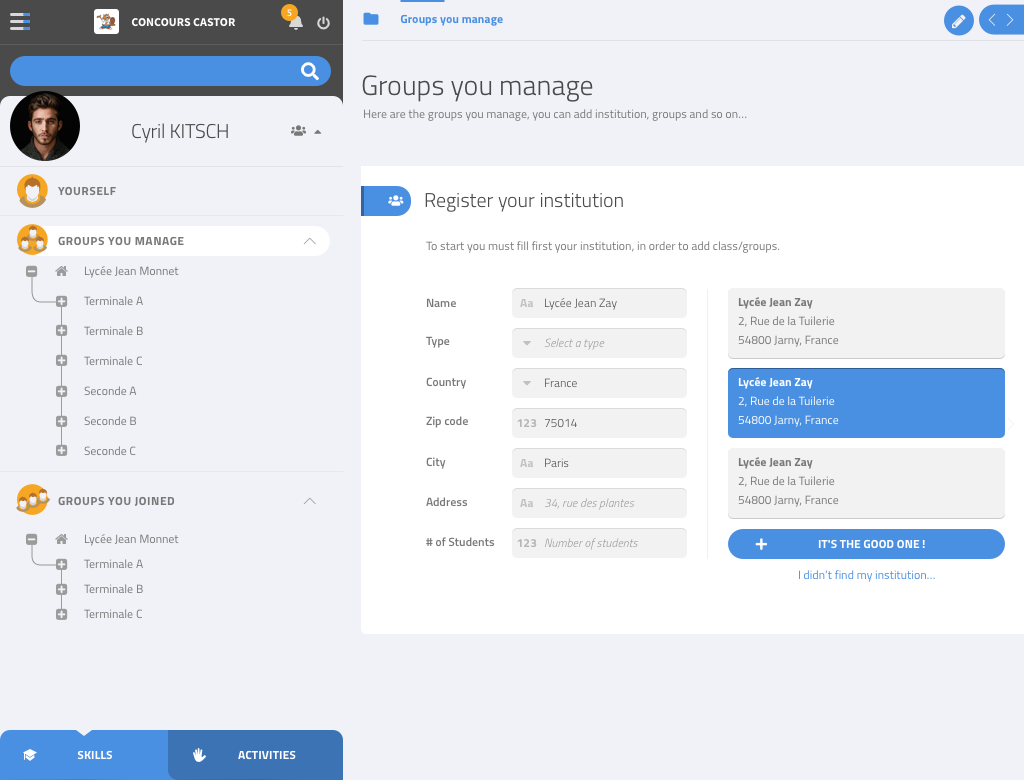 CONCOURS CASTOR
5
Cyril KITSCH
YOURSELF
GROUPS YOU MANAGE
Lycée Jean Monnet
Terminale A
Terminale B
Terminale C
Seconde A
Seconde B
Seconde C
GROUPS YOU JOINED
Lycée Jean Monnet
Terminale A
Terminale B
Terminale C
SKILLS
ACTIVITIES
Groups you manage
Groups you manage
Here are the groups you manage, you can add institution, groups and so on...
Register your institution
To start you must fill first your institution, in order to add class/groups.
Name
Aa Lycée Jean Zay
Type
Select a type
Country
France
Zip code
123 75014
City
Aa Paris
Address
Aa 34, rue des plantes
# of Students
123 Number of students
Lycée Jean Zay
2, Rue de la Tuilerie
54800 Jarny, France
Lycée Jean Zay
2, Rue de la Tuilerie
54800 Jarny, France
Lycée Jean Zay
2, Rue de la Tuilerie
54800 Jarny, France
IT'S THE GOOD ONE !
I didn't find my institution...